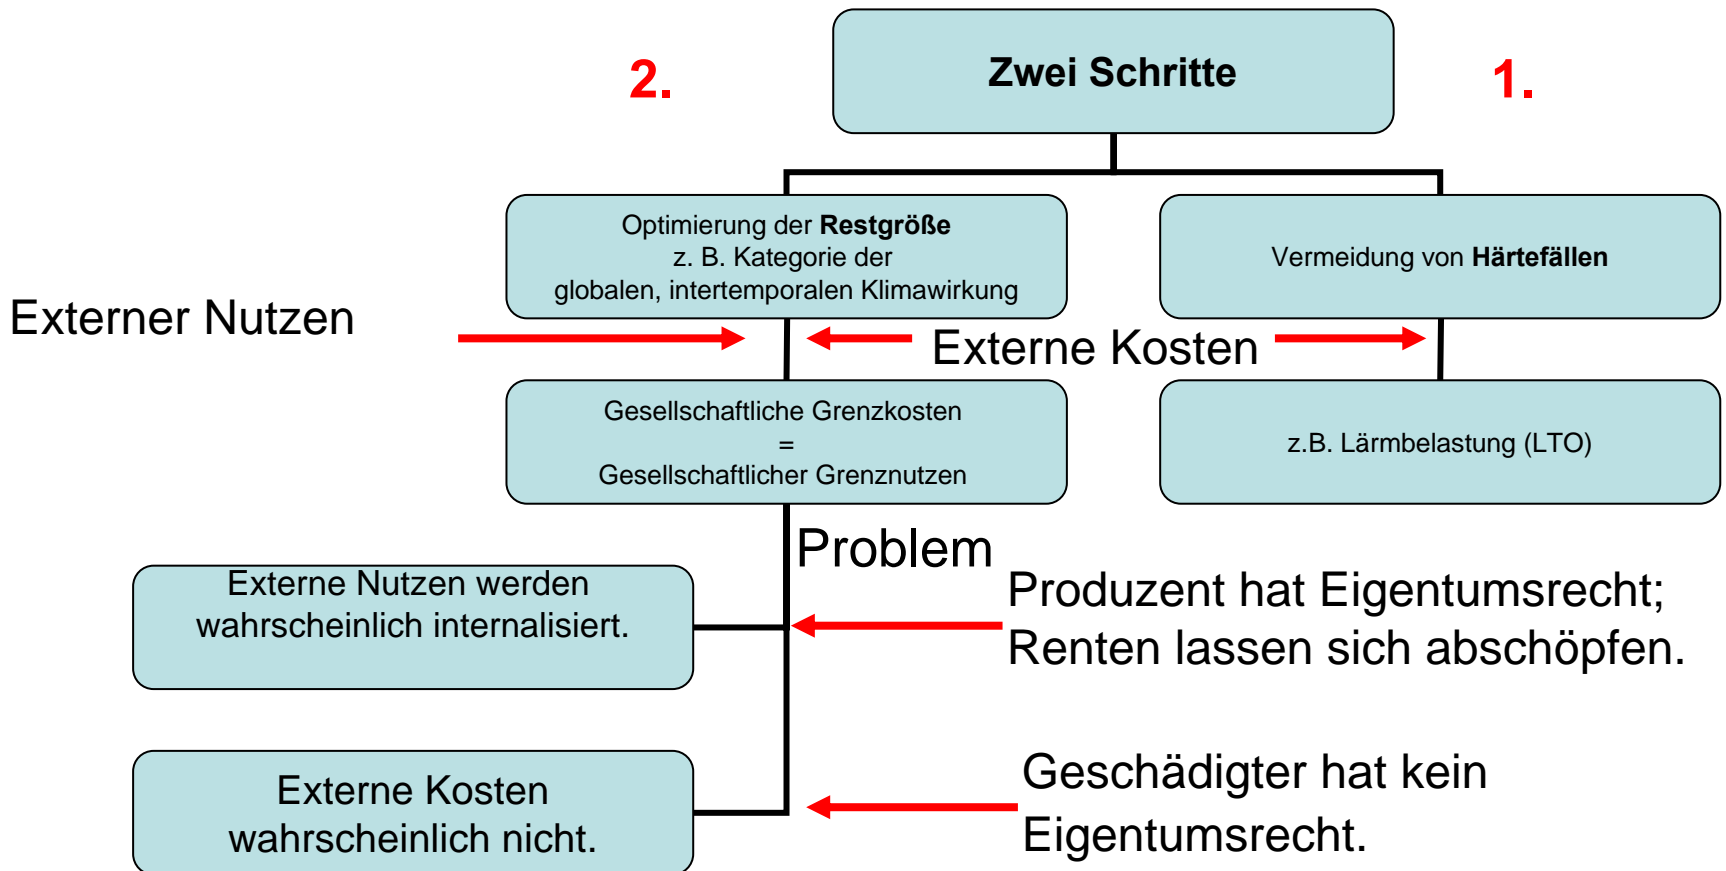 Zwei Schritte
2.
1.
Optimierung der Restgröße
z. B. Kategorie der
globalen, intertemporalen Klimawirkung
Vermeidung von Härtefällen
Externer Nutzen
Externe Kosten
Gesellschaftliche Grenzkosten
=
Gesellschaftlicher Grenznutzen
z.B. Lärmbelastung (LTO)
Problem
Externe Nutzen werden
wahrscheinlich internalisiert.
Produzent hat Eigentumsrecht;
Renten lassen sich abschöpfen.
Externe Kosten
wahrscheinlich nicht.
Geschädigter hat kein
Eigentumsrecht.